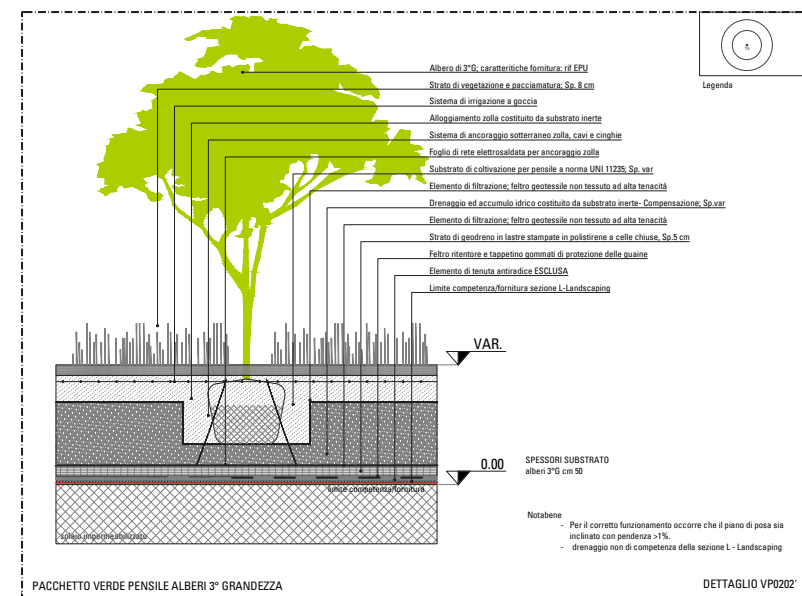 Legenda
Albero di 3°G; caratteritiche fornitura: rif EPU
Strato di vegetazione e pacciamatura; Sp. 8 cm
Sistema di irrigazione a goccia
Alloggiamento zolla costituito da substrato inerte
Sistema di ancoraggio sotterraneo zolla, cavi e cinghie
Foglio di rete elettrosaldata per ancoraggio zolla
Substrato di coltivazione per pensile a norma UNI 11235; Sp. var
Elemento di filtrazione; feltro geotessile non tessuto ad alta tenacità
Drenaggio ed accumulo idrico costituito da substrato inerte- Compensazione; Sp.var
Elemento di filtrazione; feltro geotessile non tessuto ad alta tenacità
Strato di geodreno in lastre stampate in polistirene a celle chiuse, Sp.5 cm
Feltro ritentore e tappetino gommati di protezione delle guaine
Elemento di tenuta antiradice ESCLUSA
Limite competenza/fornitura sezione L-Landscaping
VAR.
0.00
SPESSORI SUBSTRATO
alberi 3°G cm 50
limite competenza/fornitura
solaio impermeabilizzato
Notabene
- Per il corretto funzionamento occorre che il piano di posa sia
inclinato con pendenza >1%.
- drenaggio non di competenza della sezione L - Landscaping
PACCHETTO VERDE PENSILE ALBERI 3° GRANDEZZA
DETTAGLIO VP0202'